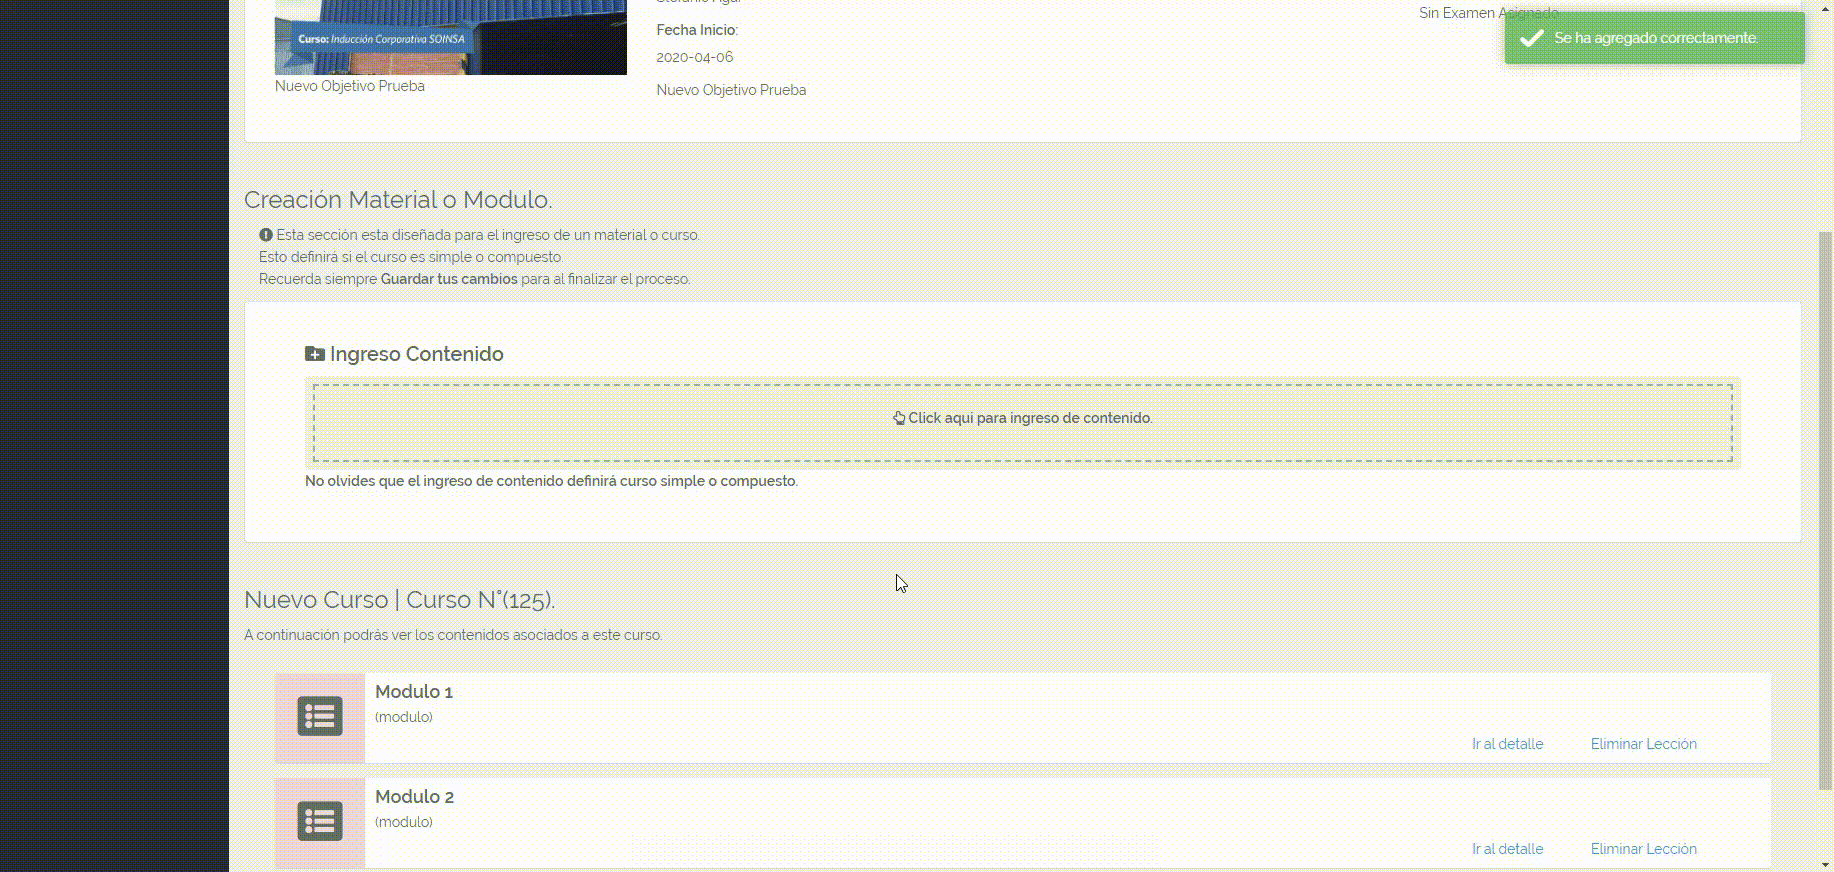 Sin Examen Asignado
Se ha agregado correctamente.
Curso: Inducción Corporativa SOINSA
Nuevo Objetivo Prueba
Fecha Inicio:
2020-04-06
Nuevo Objetivo Prueba
Creación Material o Modulo.
Esta sección esta diseñada para el ingreso de un material o curso.
Esto definirá si el curso es simple o compuesto.
Recuerda siempre Guardar tus cambios para al finalizar el proceso.
Ingreso Contenido
Click aqui para ingreso de contenido.
No olvides que el ingreso de contenido definirá curso simple o compuesto.
Nuevo Curso | Curso N°(125).
A continuación podrás ver los contenidos asociados a este curso.
Modulo 1
(modulo)
Ir al detalle Eliminar Lección
Modulo 2
(modulo)
Ir al detalle Eliminar Lección